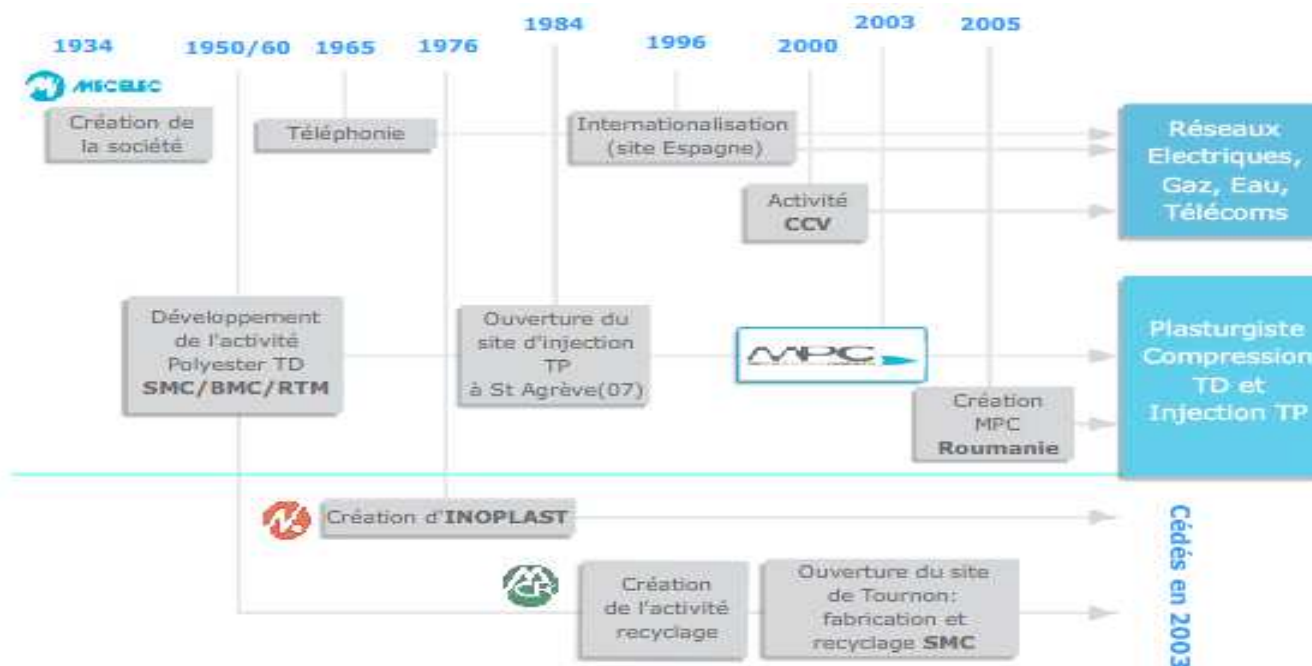 1934
1950/60
1965
1976
1984
1996
2000
2003
2005
MECELEC
Création de
la société
Téléphonie
Internationalisation
(site Espagne)
Activité
CCV
Réseaux
Electriques,
Gaz, Eau,
Télécoms
Développement
de l'activité
Polyester TD
SMC/BMC/RTM
Ouverture du
site d'injection
TP
à St Agrève(07)
MPC
Création
MPC
Roumanie
Plasturgiste
Compression
TD et
Injection TP
Création d'INOPLAST
MCR
Création
de l'activité
recyclage
Ouverture du site
de Tournon:
fabrication et
recyclage SMC
Cédés en 2003